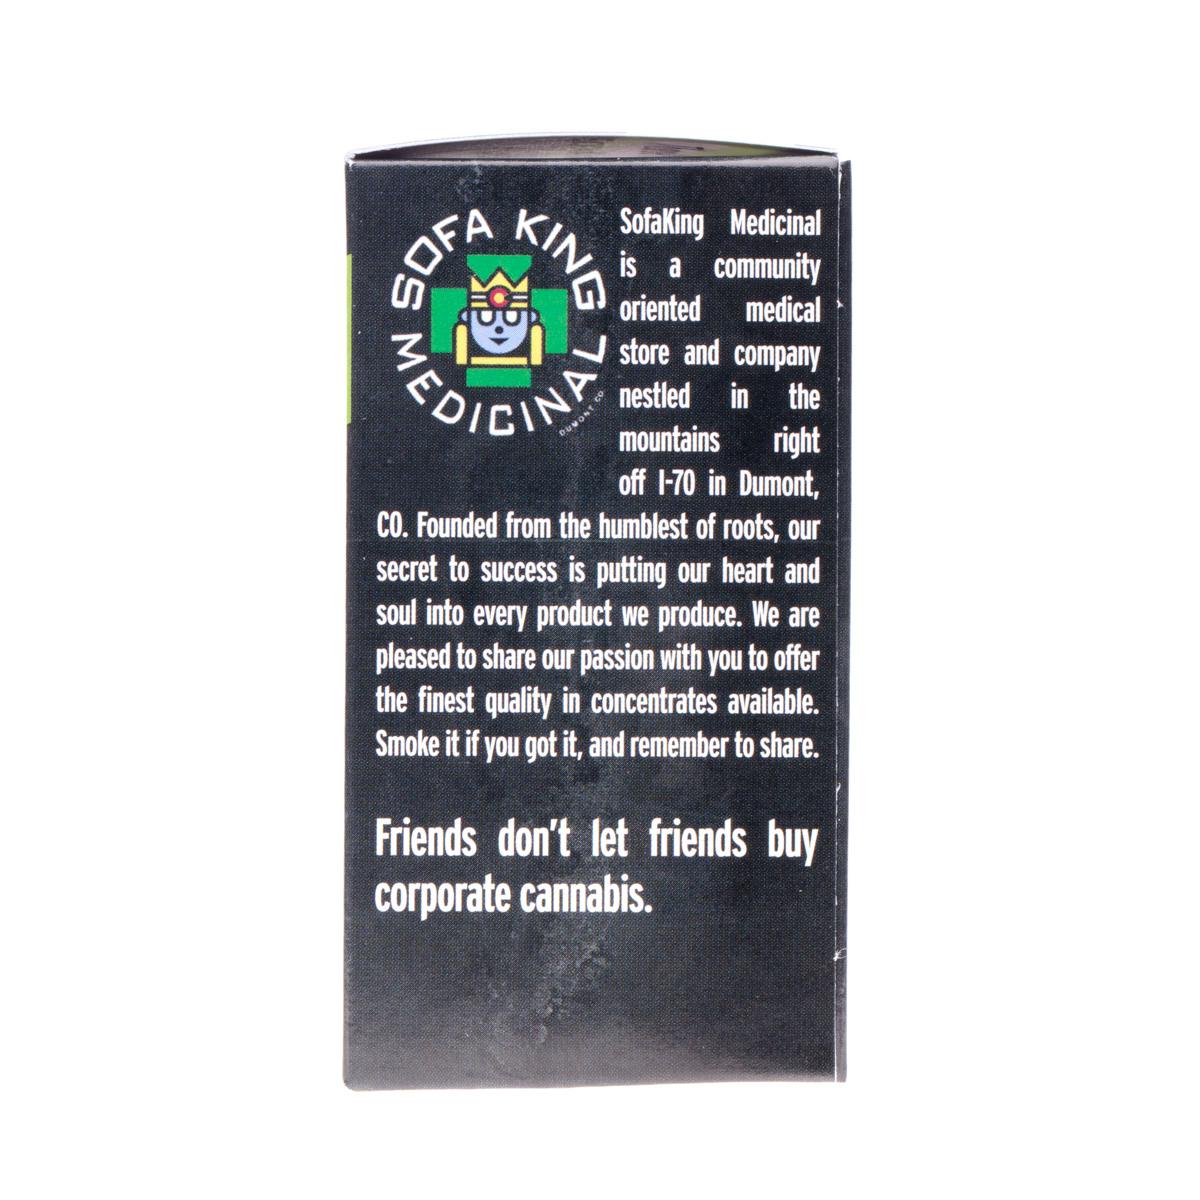 SOFA KING
MEDICINAL
DUMONT CO.
SofaKing Medicinal
is a community
oriented medical
store and company
nestled in the
mountains right
off I-70 in Dumont,
CO. Founded from the humblest of roots, our
secret to success is putting our heart and
soul into every product we produce. We are
pleased to share our passion with you to offer
the finest quality in concentrates available.
Smoke it if you got it, and remember to share.
Friends don't let friends buy
corporate cannabis.